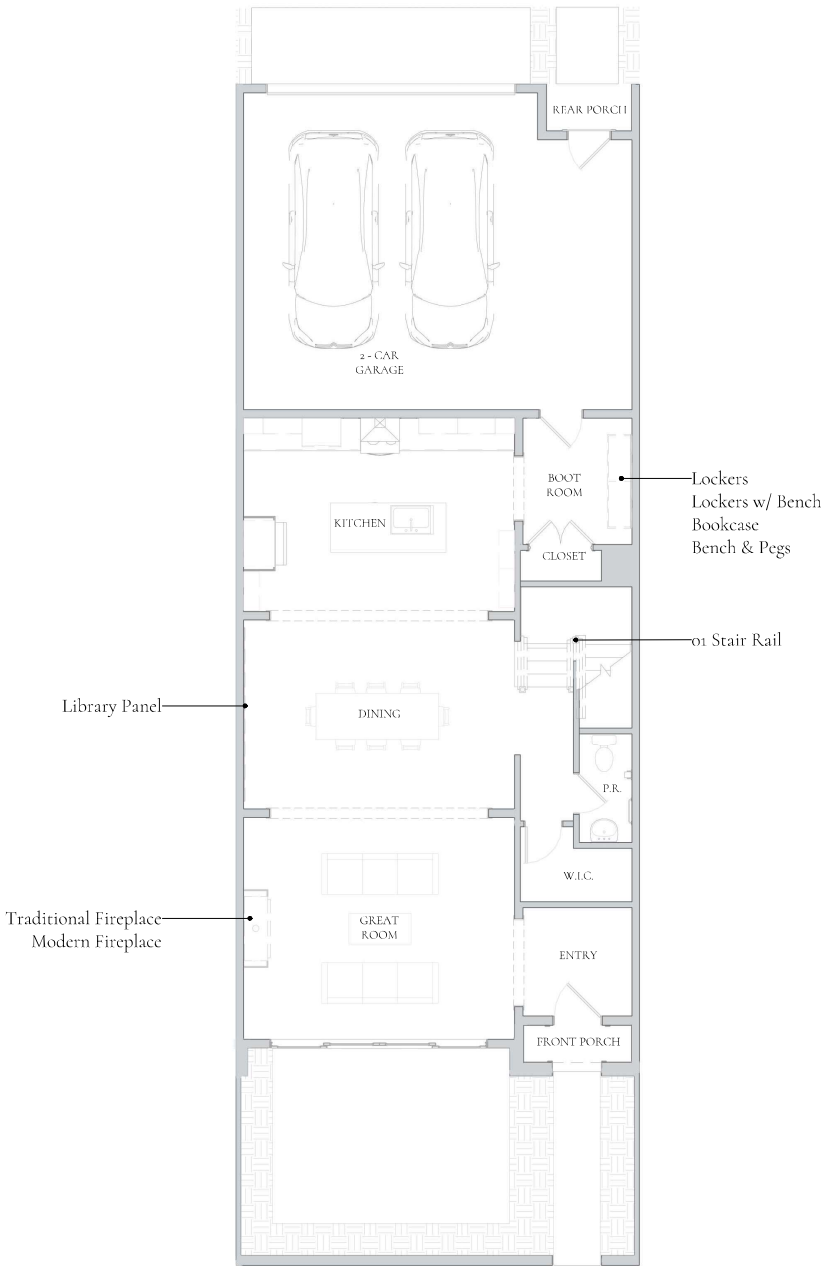 REAR PORCH
2 - CAR
GARAGE
BOOT
ROOM
Lockers
Lockers w/ Bench
Bookcase
Bench & Pegs
KITCHEN
CLOSET
01 Stair Rail
Library Panel
DINING
P.R.
W.I.C.
Traditional Fireplace
Modern Fireplace
GREAT
ROOM
ENTRY
FRONT PORCH